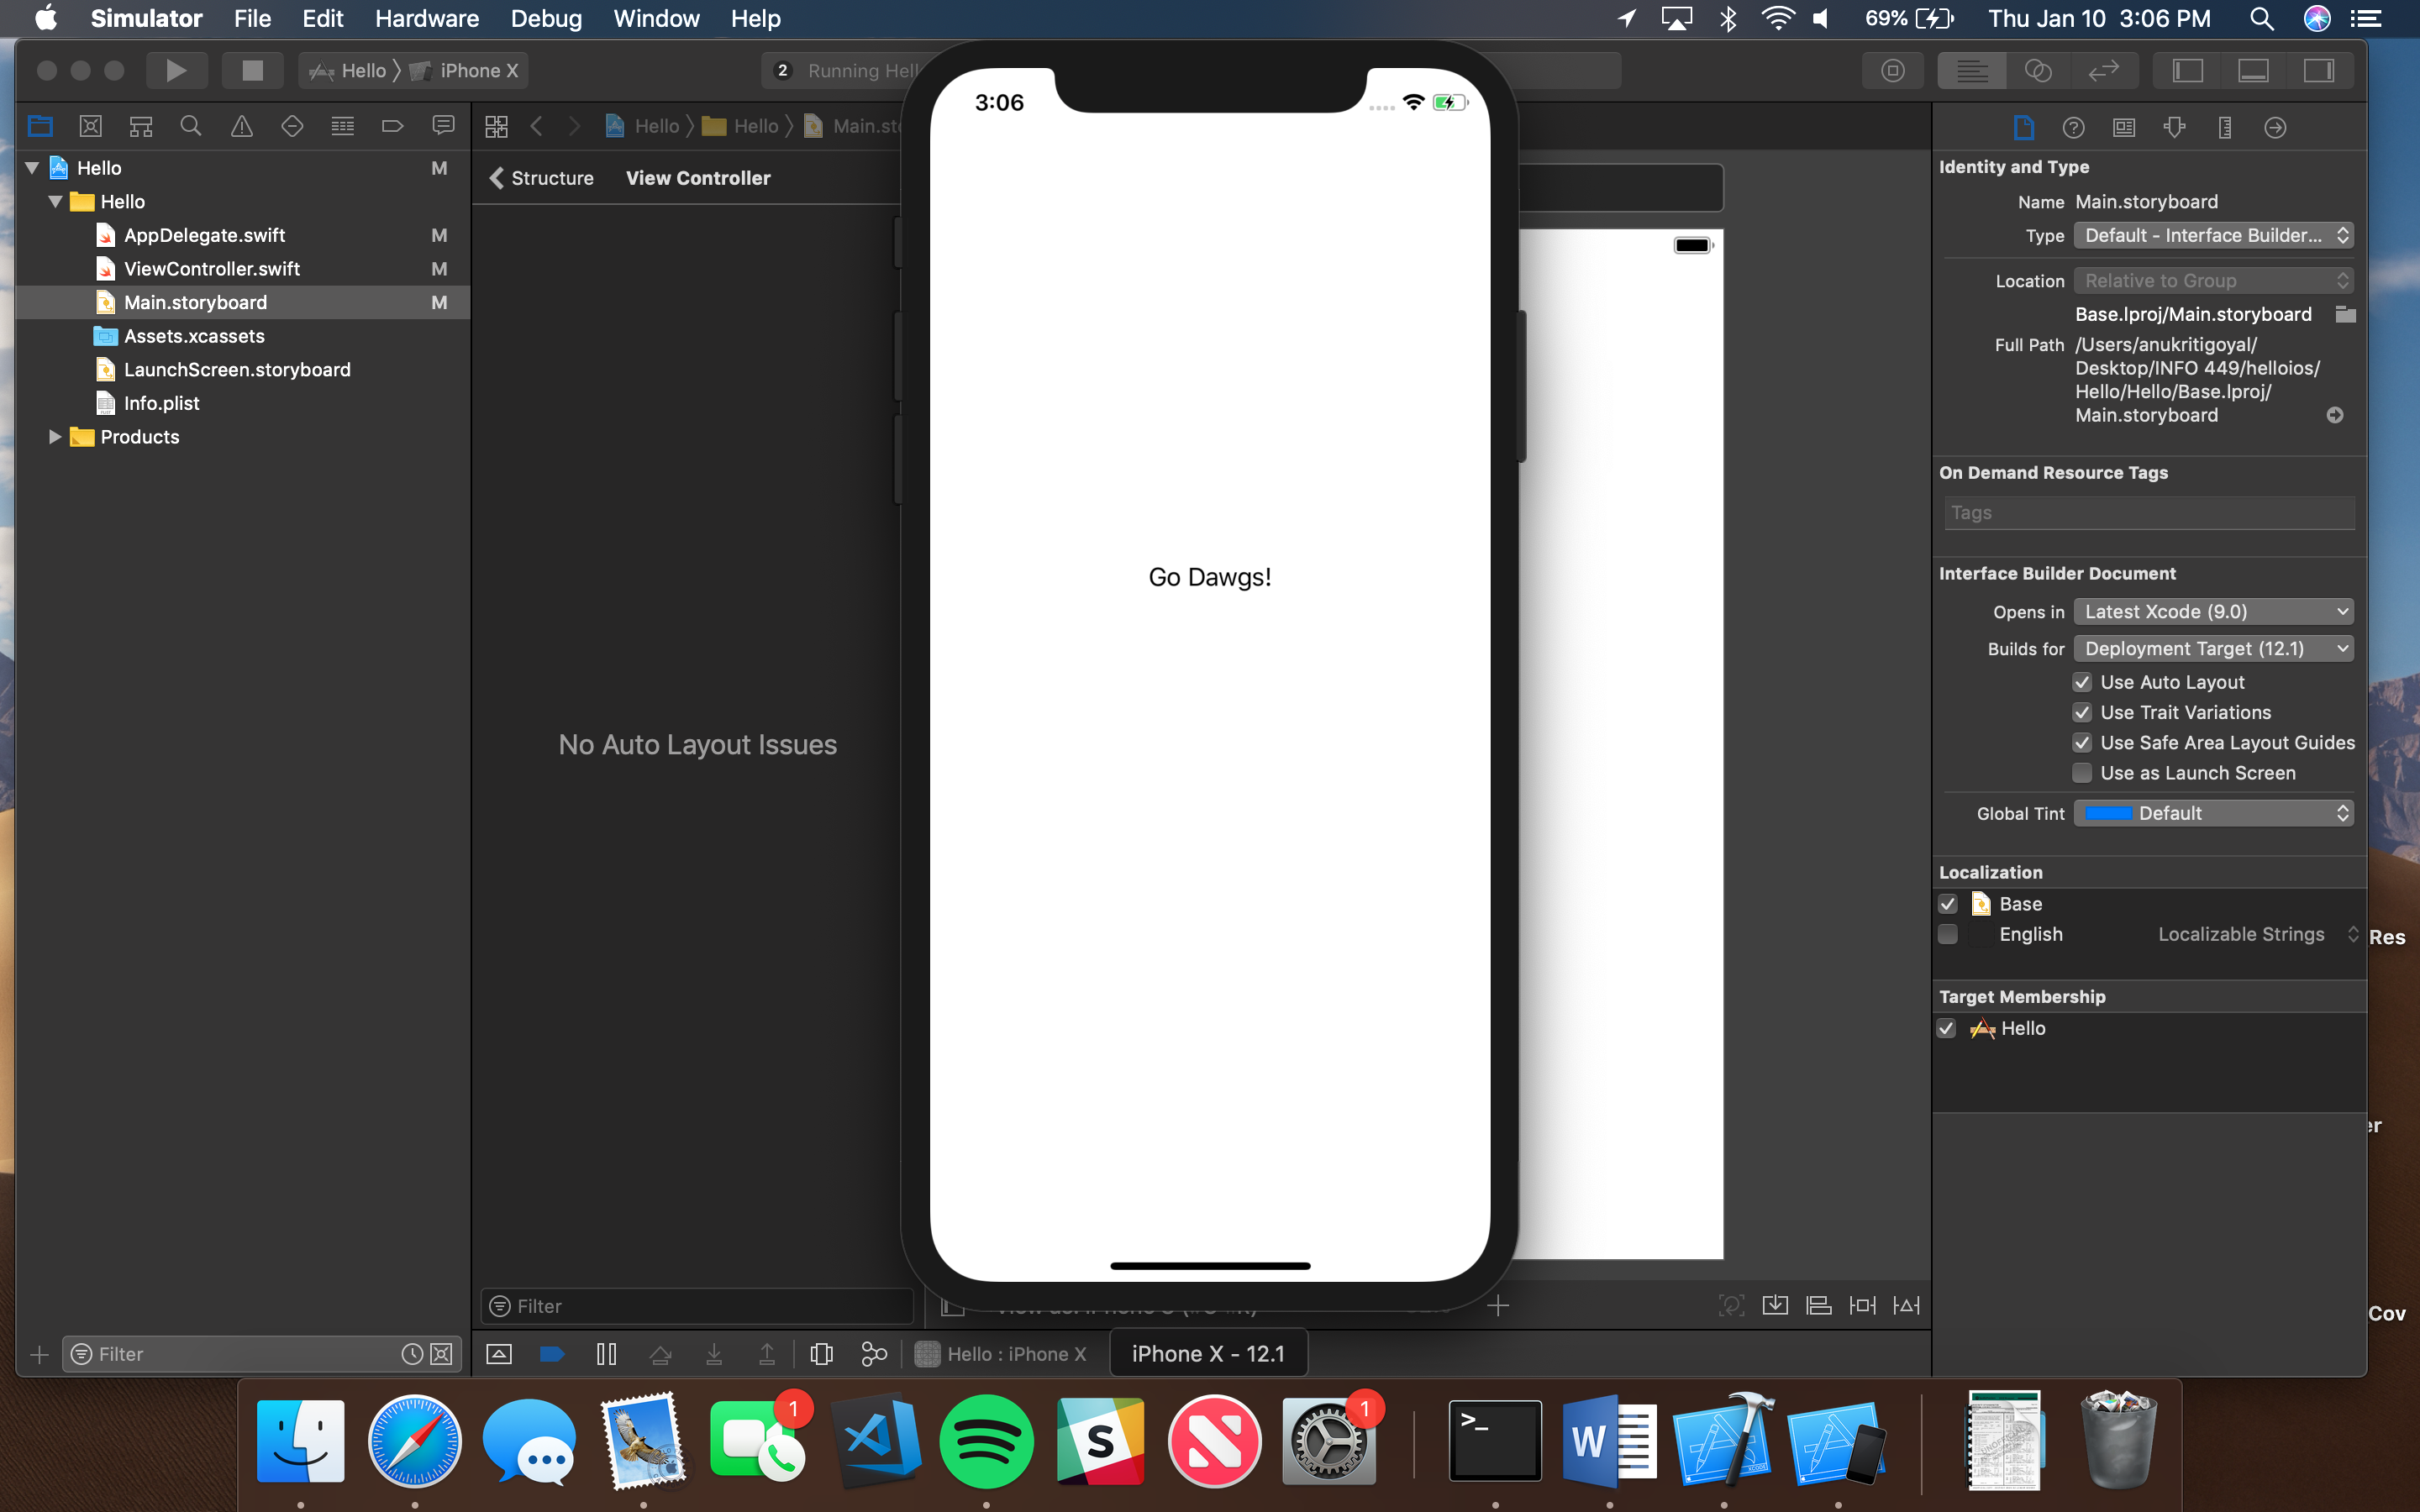 Simulator File Edit Hardware Debug Window Help 69% Thu Jan 10 3:06 PM
Hello iPhone X
2 Running
Hello M
Hello
AppDelegate.swift M
ViewController.swift M
Main.storyboard M
Assets.xcassets
LaunchScreen.storyboard
Info.plist
Products
Filter
Hello Hello
Structure View Controller
No Auto Layout Issues
Filter
Hello : iPhone X
3:06
Go Dawgs!
iPhone X - 12.1
Identity and Type
Name Main.storyboard
Type Default - Interface Builder...
Location Relative to Group
Base.lproj/Main.storyboard
Full Path /Users/anukritigoyal/
Desktop/INFO 449/helloios/
Hello/Hello/Base.lproj/
Main.storyboard
On Demand Resource Tags
Tags
Interface Builder Document
Opens in Latest Xcode (9.0)
Builds for Deployment Target (12.1)
Use Auto Layout
Use Trait Variations
Use Safe Area Layout Guides
Use as Launch Screen
Global Tint Default
Localization
Base
English Localizable Strings
Target Membership
Hello
Res
er
Cov
1
S
1
>_
W